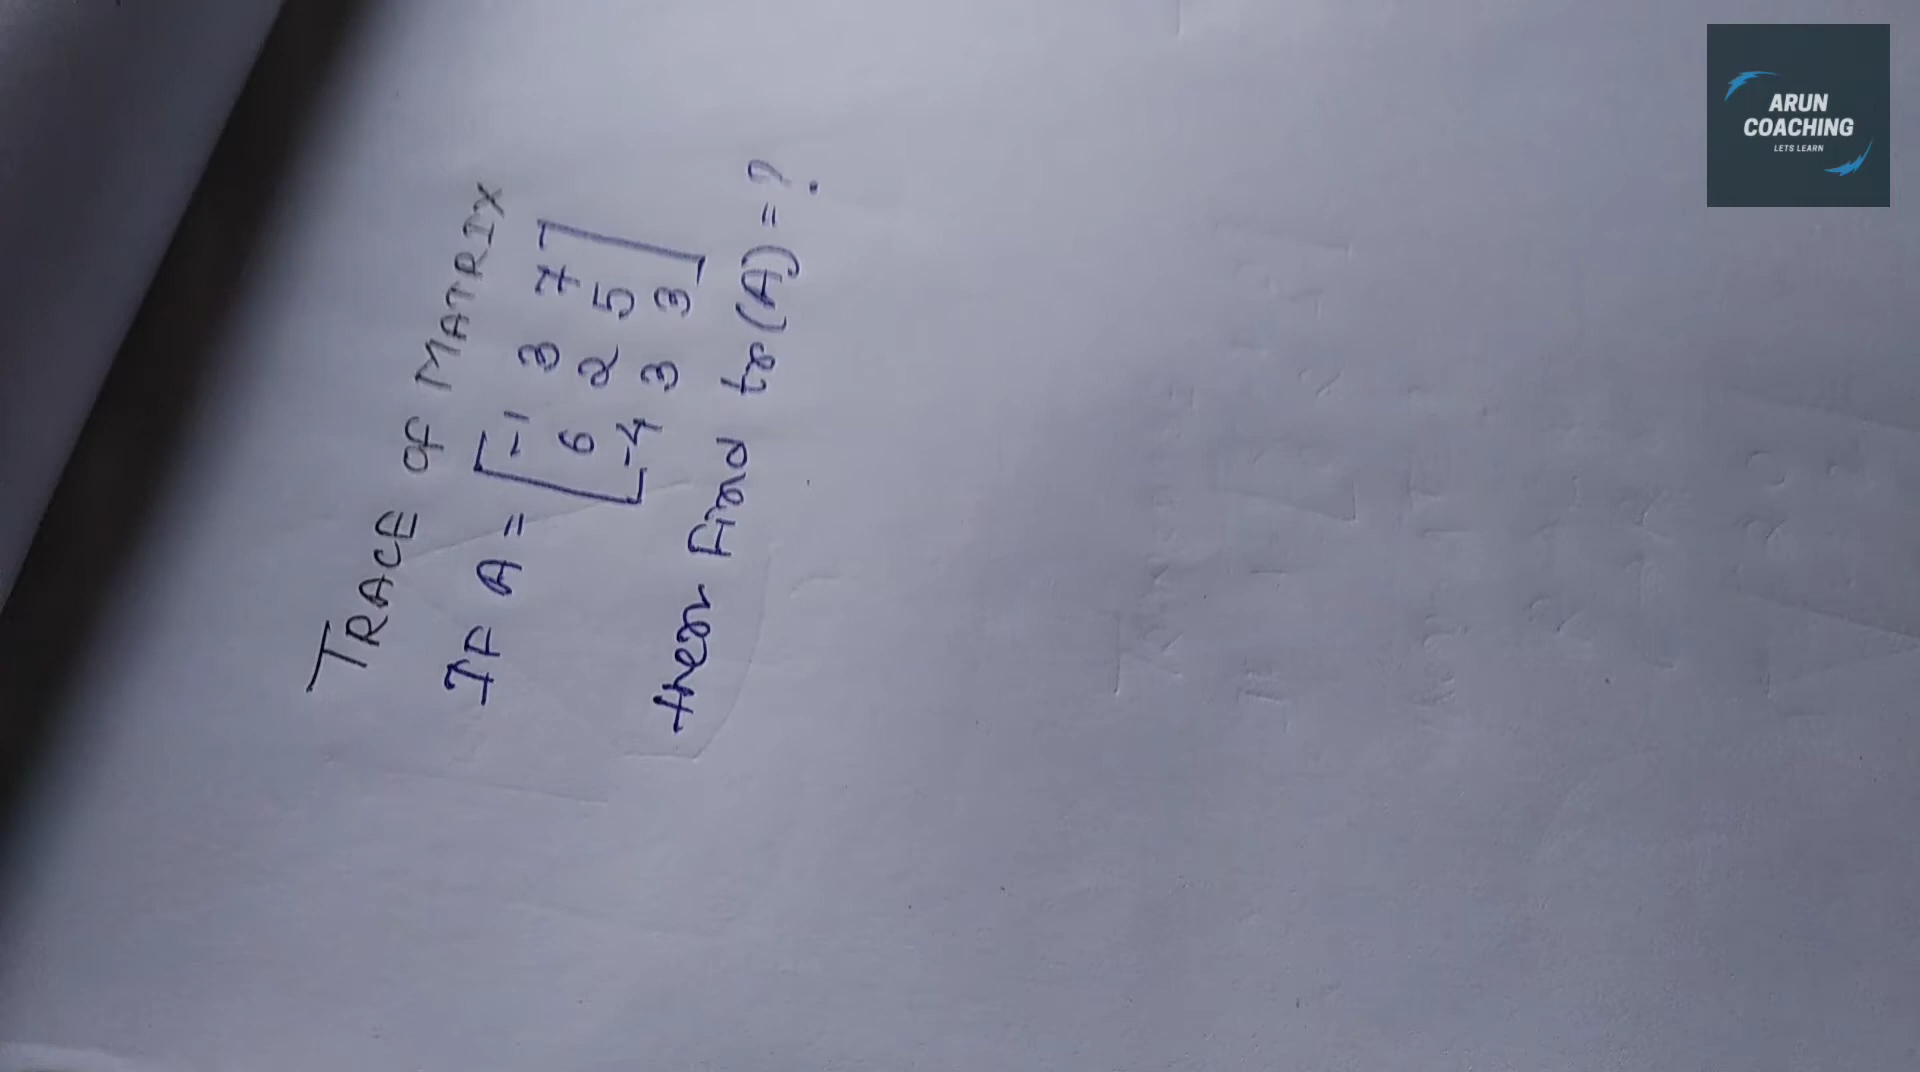 TRACE OF MATRIX
IF A = [-1 3 7
6 2 5
-4 3 3]
then Find tr(A) = ?
ARUN
COACHING
LETS LEARN